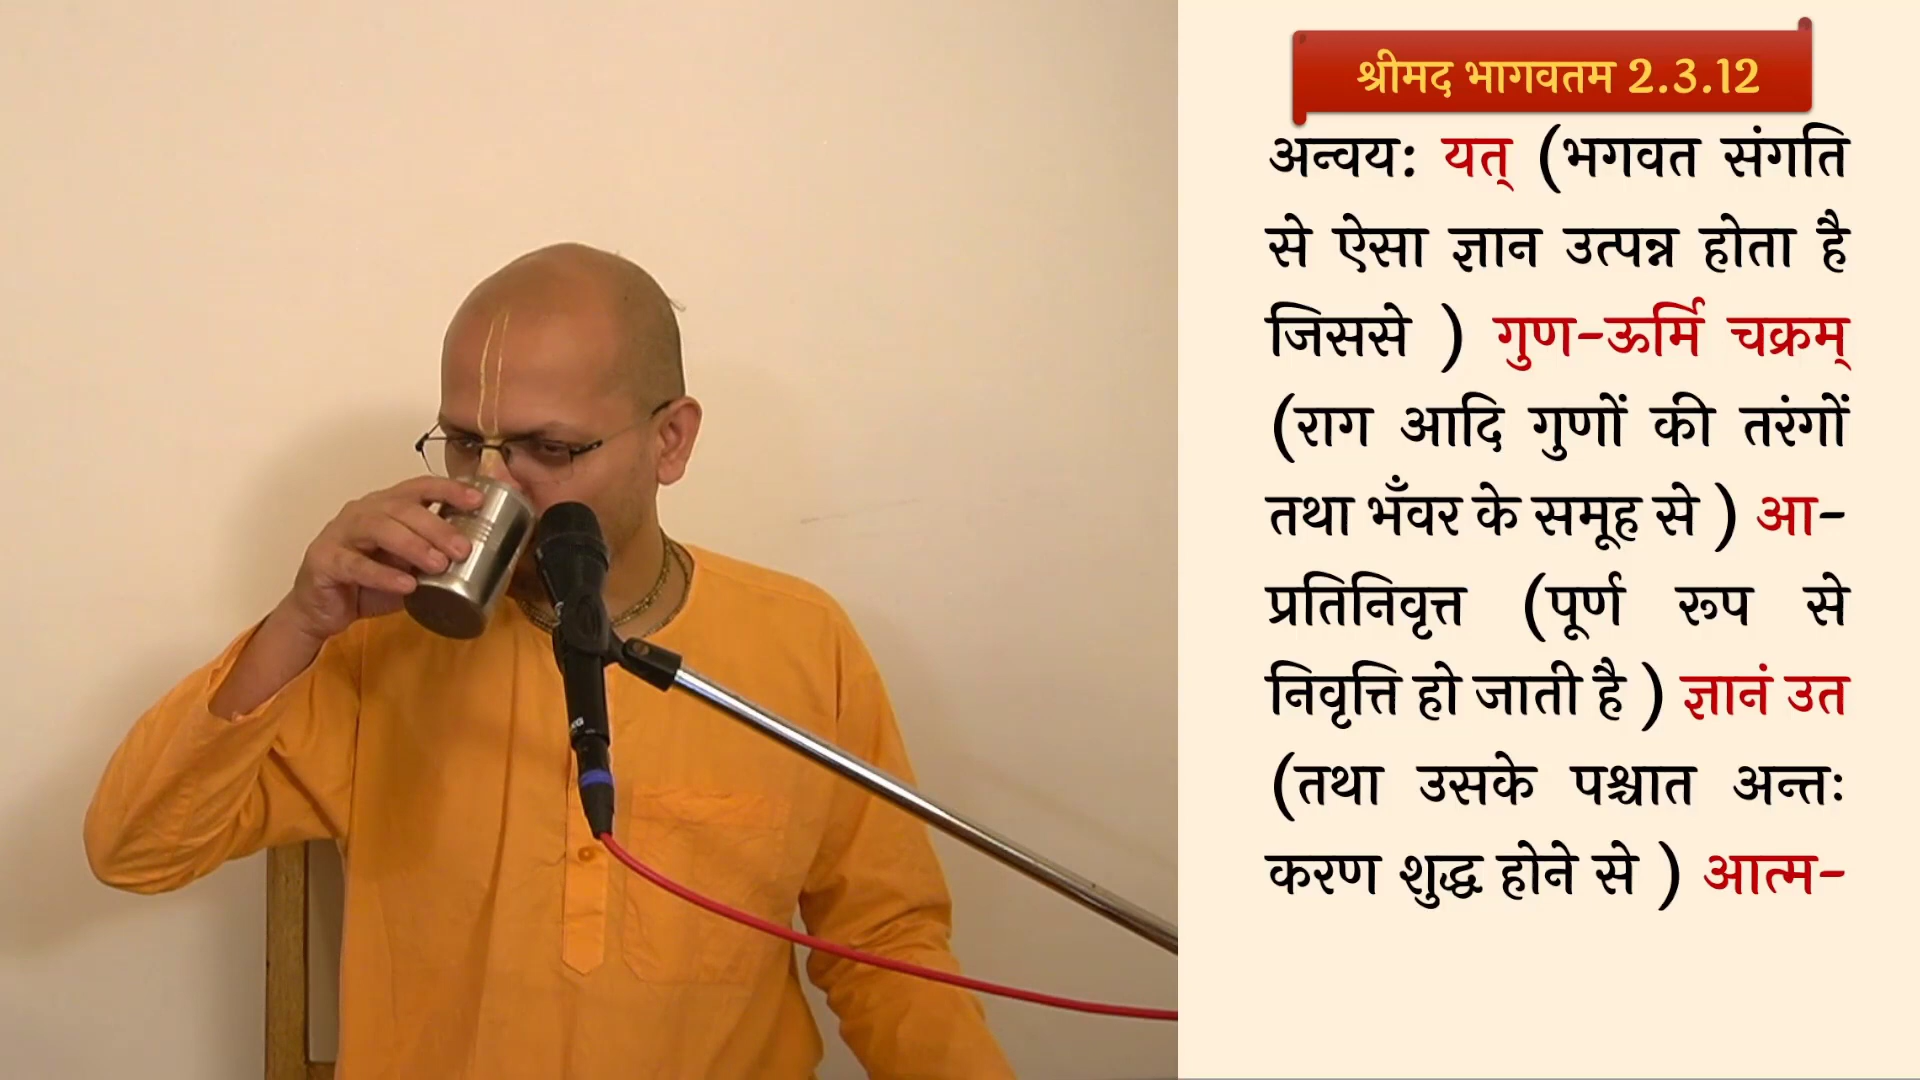 श्रीमद भागवतम 2.3.12
अन्वय: यत् (भगवत संगति
से ऐसा ज्ञान उत्पन्न होता है
जिससे ) गुण-ऊर्मि चक्रम्
(राग आदि गुणों की तरंगों
तथा भँवर के समूह से ) आ-
प्रतिनिवृत्त (पूर्ण रूप से
निवृत्ति हो जाती है ) ज्ञानं उत
(तथा उसके पश्चात अन्तः
करण शुद्ध होने से ) आत्म-